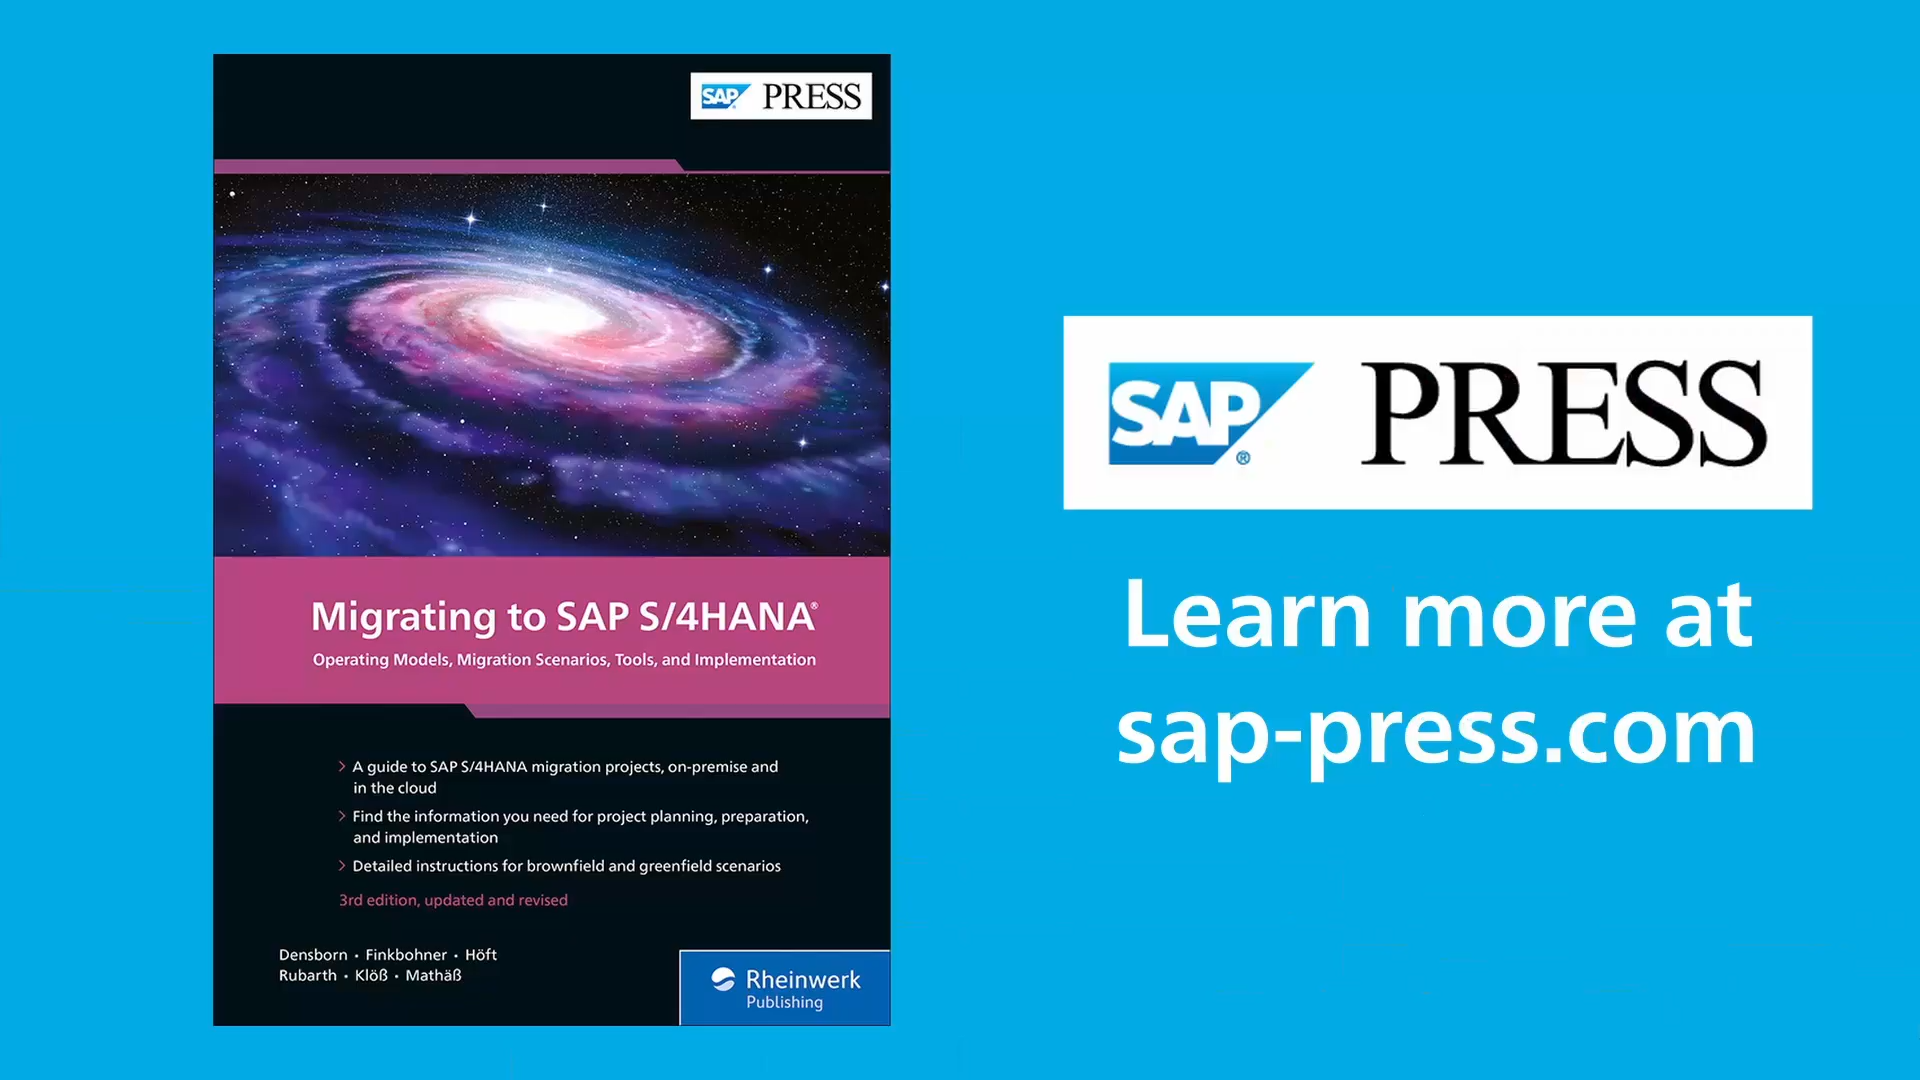 SAP PRESS
Migrating to SAP S/4HANA®
Operating Models, Migration Scenarios, Tools, and Implementation
A guide to SAP S/4HANA migration projects, on-premise and
in the cloud
Find the information you need for project planning, preparation,
and implementation
Detailed instructions for brownfield and greenfield scenarios
3rd edition, updated and revised
Densborn • Finkbohner • Höft
Rubarth • Klöß • Mathäß
Rheinwerk
Publishing
SAP® PRESS
Learn more at
sap-press.com